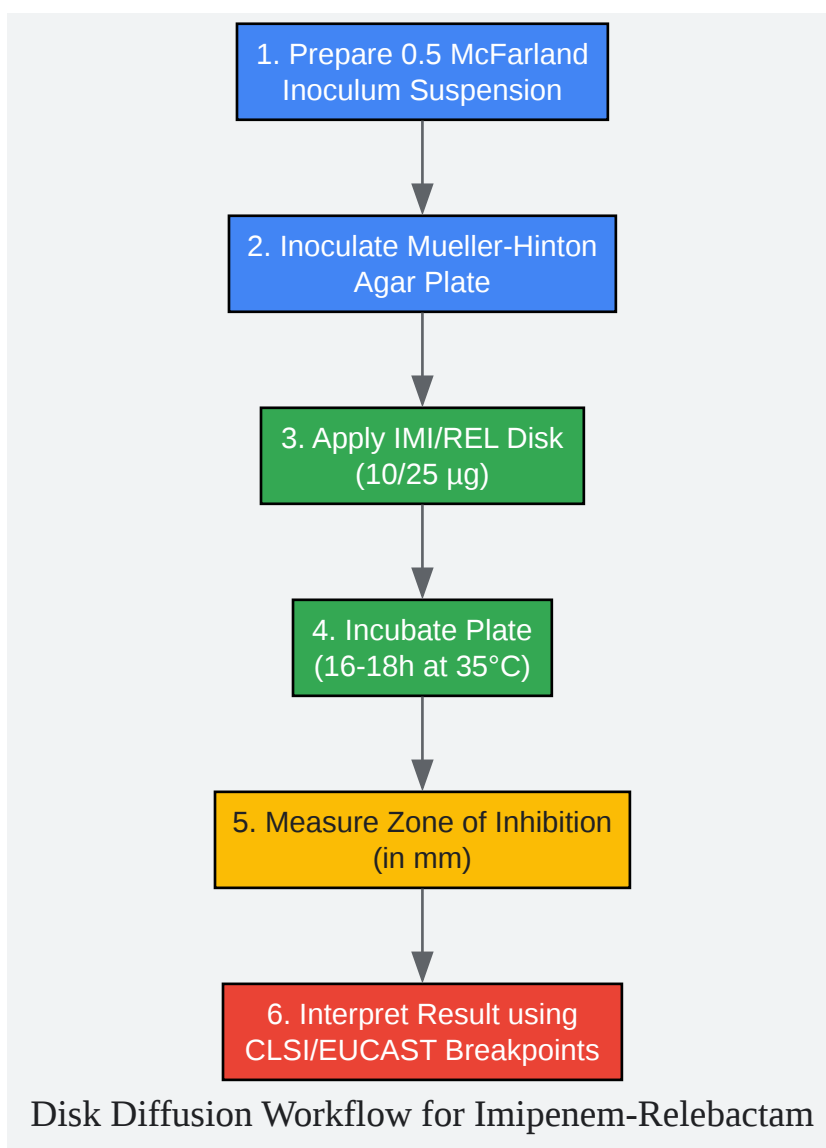 1. Prepare 0.5 McFarland
Inoculum Suspension
2. Inoculate Mueller-Hinton
Agar Plate
3. Apply IMI/REL Disk
(10/25 µg)
4. Incubate Plate
(16-18h at 35°C)
5. Measure Zone of Inhibition
(in mm)
6. Interpret Result using
CLSI/EUCAST Breakpoints
Disk Diffusion Workflow for Imipenem-Relebactam